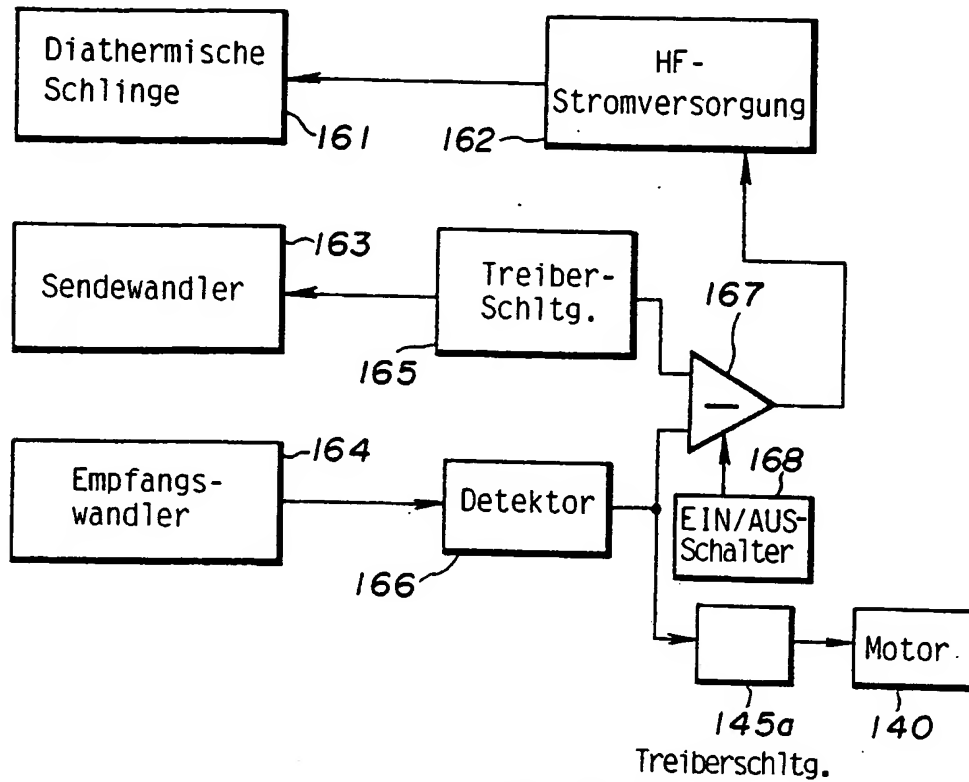 Diathermische
Schlinge
161
HF-
Stromversorgung
162
163
Sendewandler
Treiber-
Schltg.
165
167
164
Empfangs-
wandler
Detektor
166
168
EIN/AUS-
Schalter
Motor
145a
140
Treiberschltg.